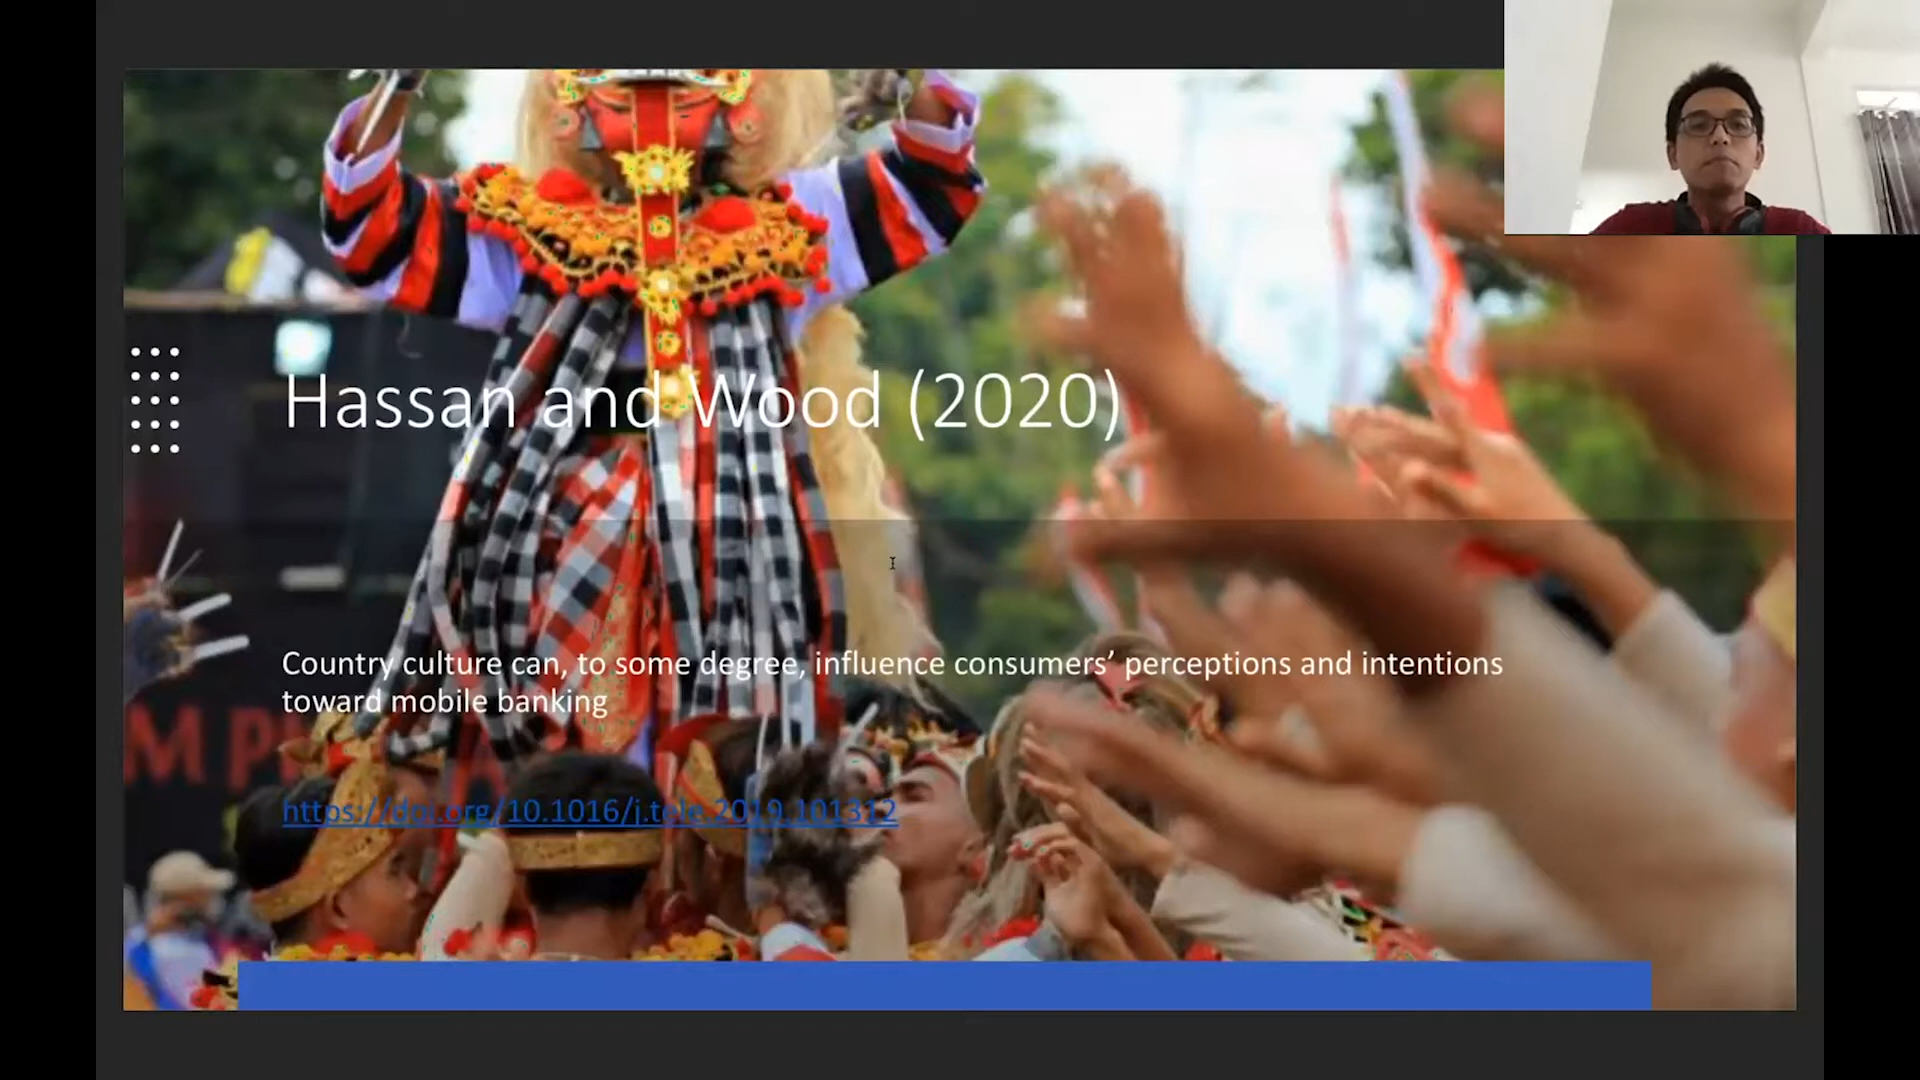 Hassan and Wood (2020)
Country culture can, to some degree, influence consumers’ perceptions and intentions
toward mobile banking
https://doi.org/10.1016/j.tele.2019.101312